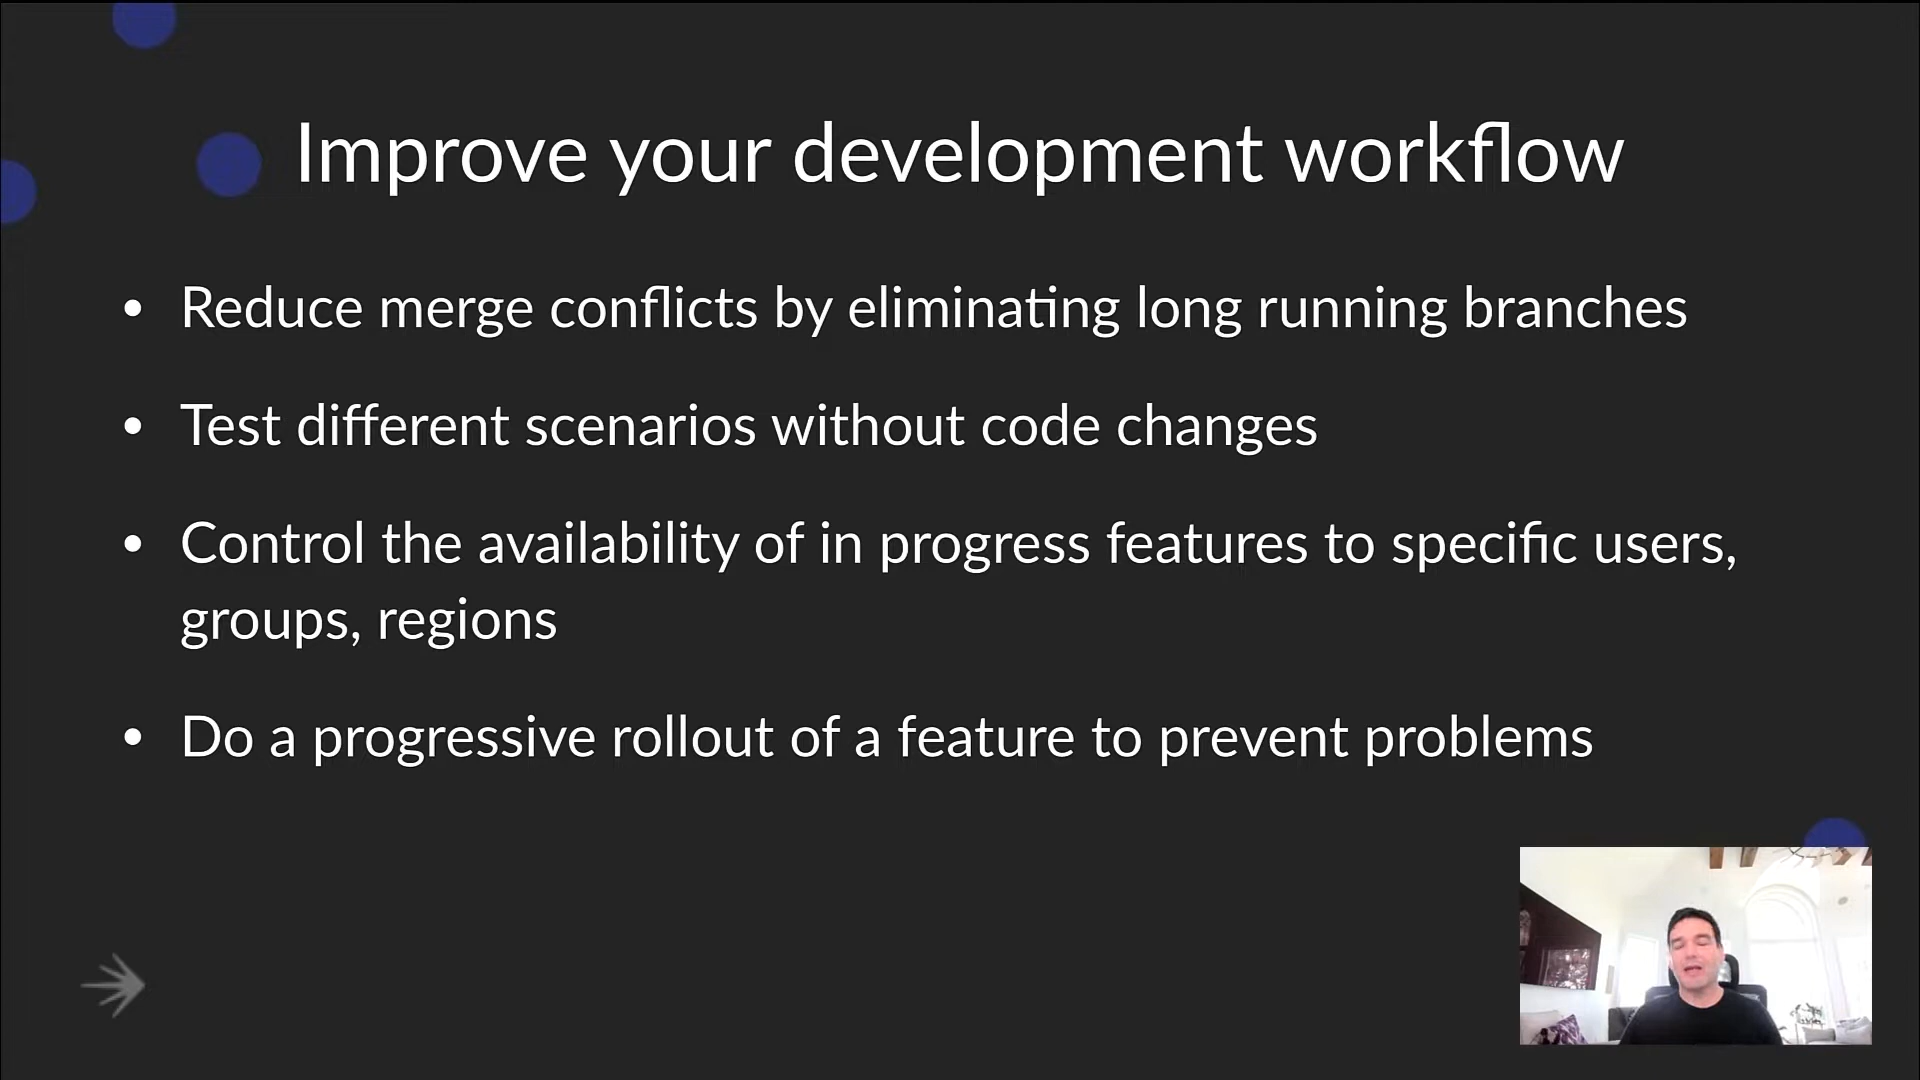 Improve your development workflow
• Reduce merge conflicts by eliminating long running branches
• Test different scenarios without code changes
• Control the availability of in progress features to specific users,
groups, regions
• Do a progressive rollout of a feature to prevent problems